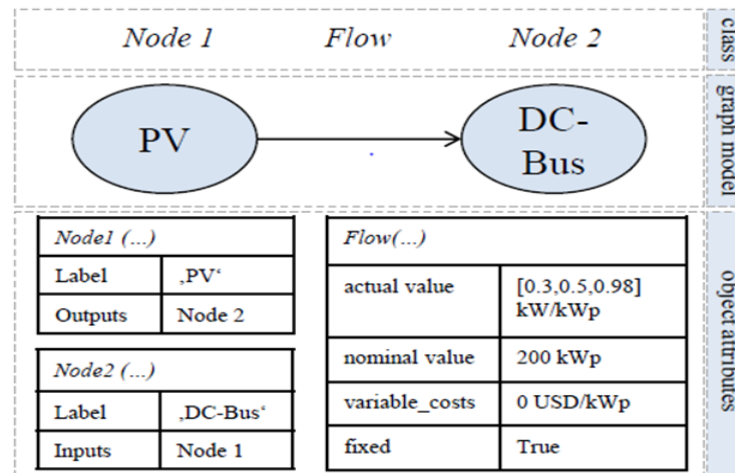 Node 1 Flow Node 2
class
PV
DC-
Bus
graph model
Node1 (...)
Label ‚PV‘
Outputs Node 2
Node2 (...)
Label ‚DC-Bus‘
Inputs Node 1
Flow(...)
actual value [0.3,0.5,0.98]
kW/kWp
nominal value 200 kWp
variable_costs 0 USD/kWp
fixed True
object attributes